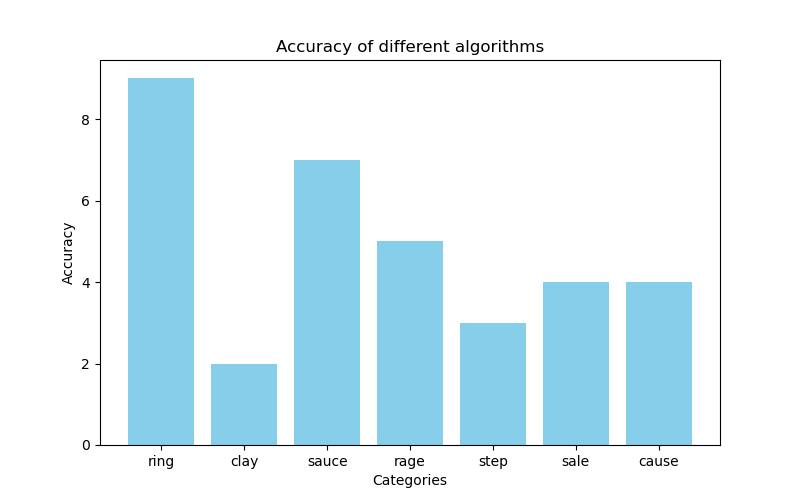 Accuracy of different algorithms
Accuracy
8
6
4
2
0
ring clay sauce rage step sale cause
Categories